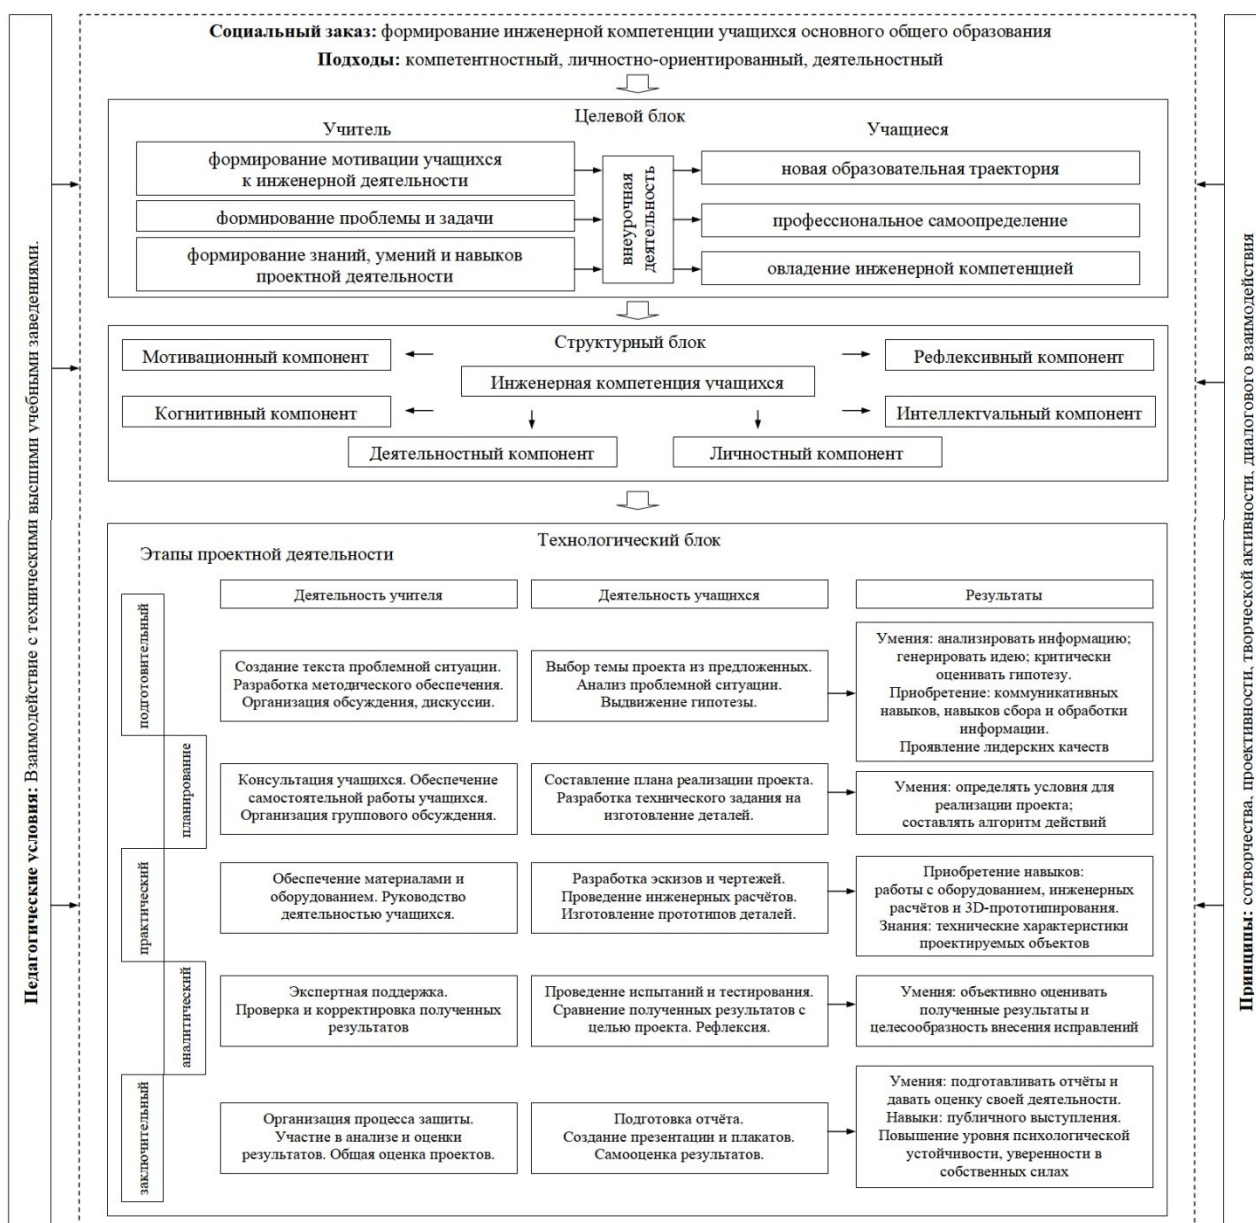 Социальный заказ: формирование инженерной компетенции учащихся основного общего образования
Подходы: компетентностный, личностно-ориентированный, деятельностный
Педагогические условия: Взаимодействие с техническими высшими учебными заведениями.
Целевой блок
Учитель
Учащиеся
формирование мотивации учащихся
к инженерной деятельности
формирование проблемы и задачи
формирование знаний, умений и навыков
проектной деятельности
внеурочная
деятельность
новая образовательная траектория
профессиональное самоопределение
овладение инженерной компетенцией
Структурный блок
Мотивационный компонент
Рефлексивный компонент
Инженерная компетенция учащихся
Когнитивный компонент
Интеллектуальный компонент
Деятельностный компонент
Личностный компонент
Технологический блок
Этапы проектной деятельности
Деятельность учителя
Деятельность учащихся
Результаты
подготовительный
Создание текста проблемной ситуации.
Разработка методического обеспечения.
Организация обсуждения, дискуссии.
Выбор темы проекта из предложенных.
Анализ проблемной ситуации.
Выдвижение гипотезы.
Умения: анализировать информацию;
генерировать идею; критически
оценивать гипотезу.
Приобретение: коммуникативных
навыков, навыков сбора и обработки
информации.
Проявление лидерских качеств
планирование
Консультация учащихся. Обеспечение
самостоятельной работы учащихся.
Организация группового обсуждения.
Составление плана реализации проекта.
Разработка технического задания на
изготовление деталей.
Умения: определять условия для
реализации проекта;
составлять алгоритм действий
практический
Обеспечение материалами и
оборудованием. Руководство
деятельностью учащихся.
Разработка эскизов и чертежей.
Проведение инженерных расчётов.
Изготовление прототипов деталей.
Приобретение навыков:
работы с оборудованием, инженерных
расчётов и 3D-прототипирования.
Знания: технические характеристики
проектируемых объектов
аналитический
Экспертная поддержка.
Проверка и корректировка полученных
результатов
Проведение испытаний и тестирования.
Сравнение полученных результатов с
целью проекта. Рефлексия.
Умения: объективно оценивать
полученные результаты и
целесообразность внесения исправлений
заключительный
Организация процесса защиты.
Участие в анализе и оценки
результатов. Общая оценка проектов.
Подготовка отчёта.
Создание презентации и плакатов.
Самооценка результатов.
Умения: подготавливать отчёты и
давать оценку своей деятельности.
Навыки: публичного выступления.
Повышение уровня психологической
устойчивости, уверенности в
собственных силах
Принципы: сотворчества, проективности, творческой активности, диалогового взаимодействия